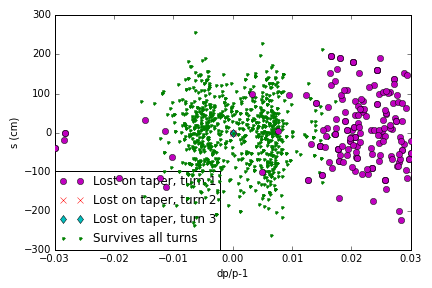 300
200
100
0
−100
−200
−300
s (cm)
Lost on taper, turn 1
Lost on taper, turn 2
Lost on taper, turn 3
Survives all turns
−0.03
−0.02
−0.01
0.00
0.01
0.02
0.03
dp/p-1